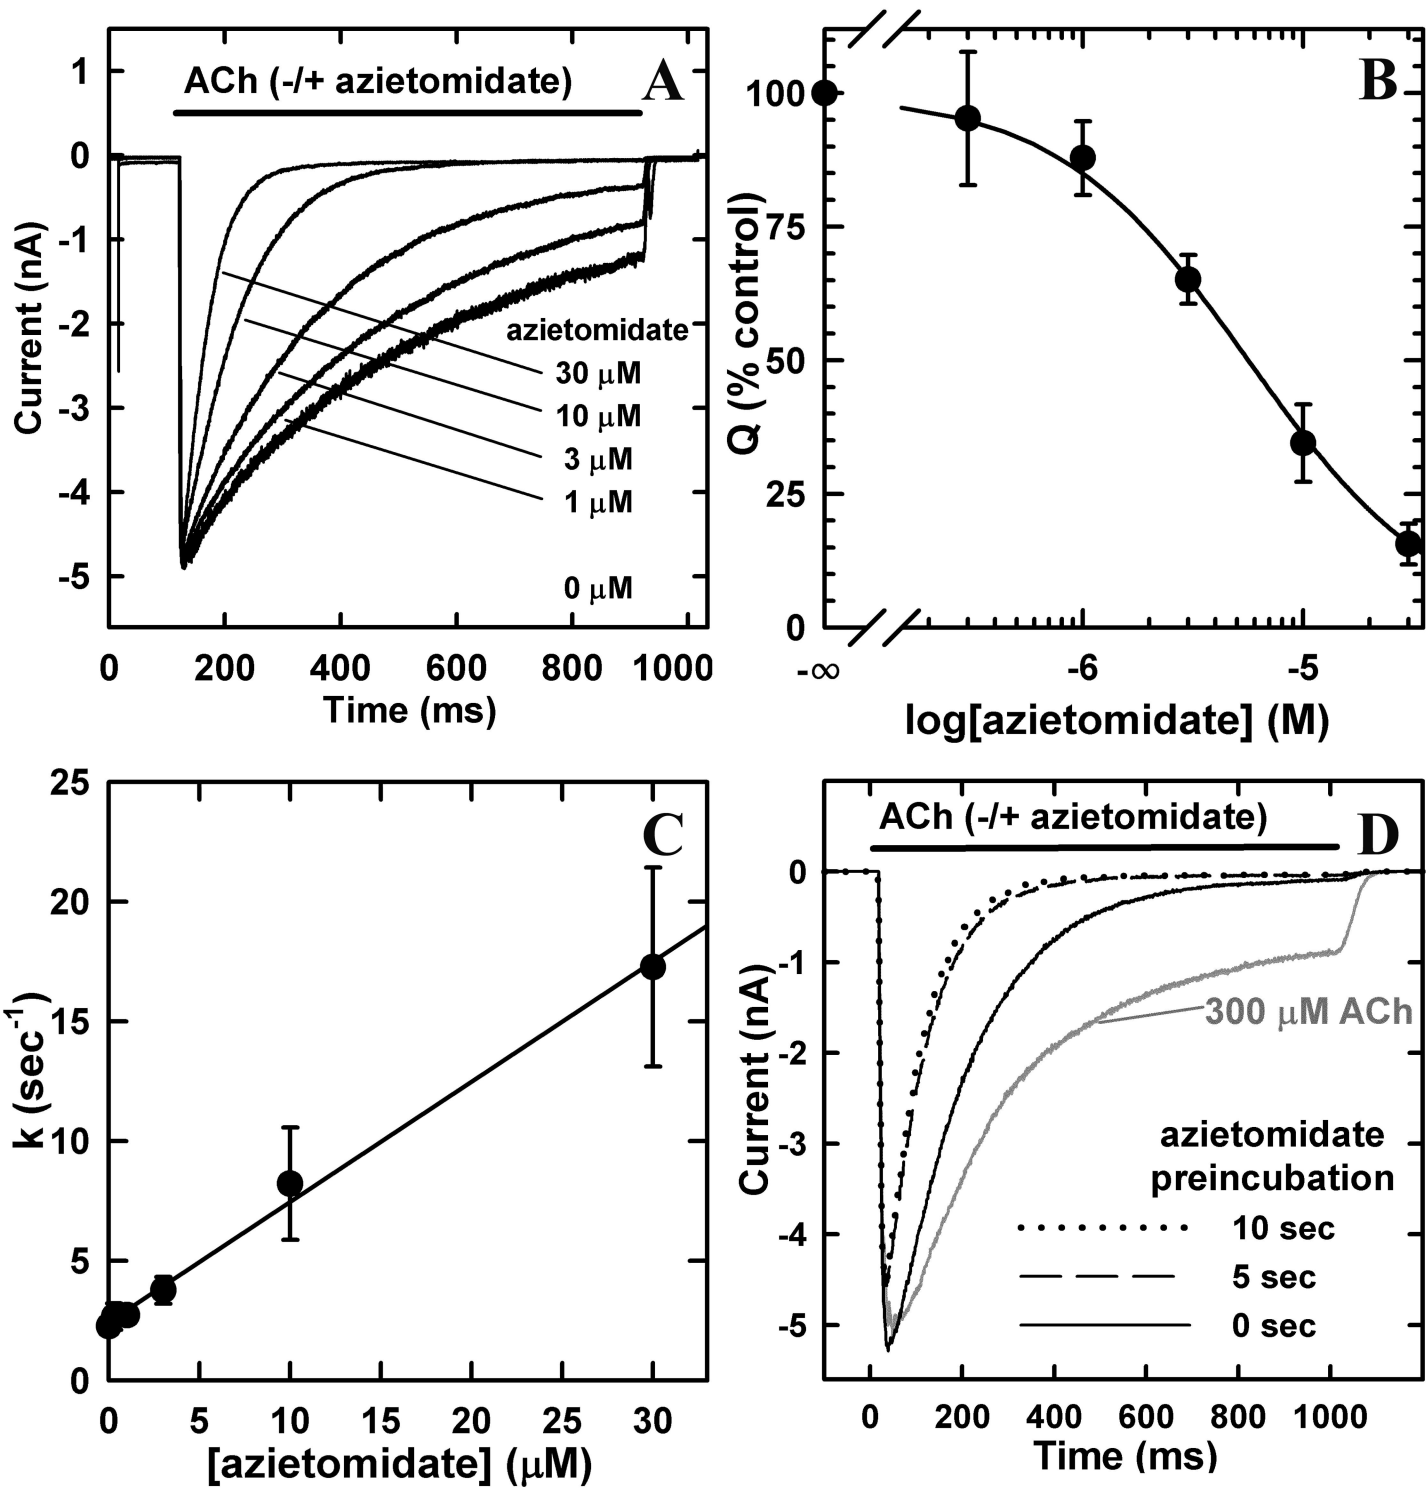 A
ACh (-/+ azietomidate)
1
0
-1
-2
-3
-4
-5
Current (nA)
azietomidate
30 μM
10 μM
3 μM
1 μM
0 μM
0 200 400 600 800 1000
Time (ms)
B
100
75
50
25
0
Q (% control)
-∞ -6 -5
log[azietomidate] (M)
C
25
20
15
10
5
0
k (sec⁻¹)
0 5 10 15 20 25 30
[azietomidate] (μM)
D
ACh (-/+ azietomidate)
0
-1
-2
-3
-4
-5
Current (nA)
300 μM ACh
azietomidate
preincubation
10 sec
5 sec
0 sec
0 200 400 600 800 1000
Time (ms)